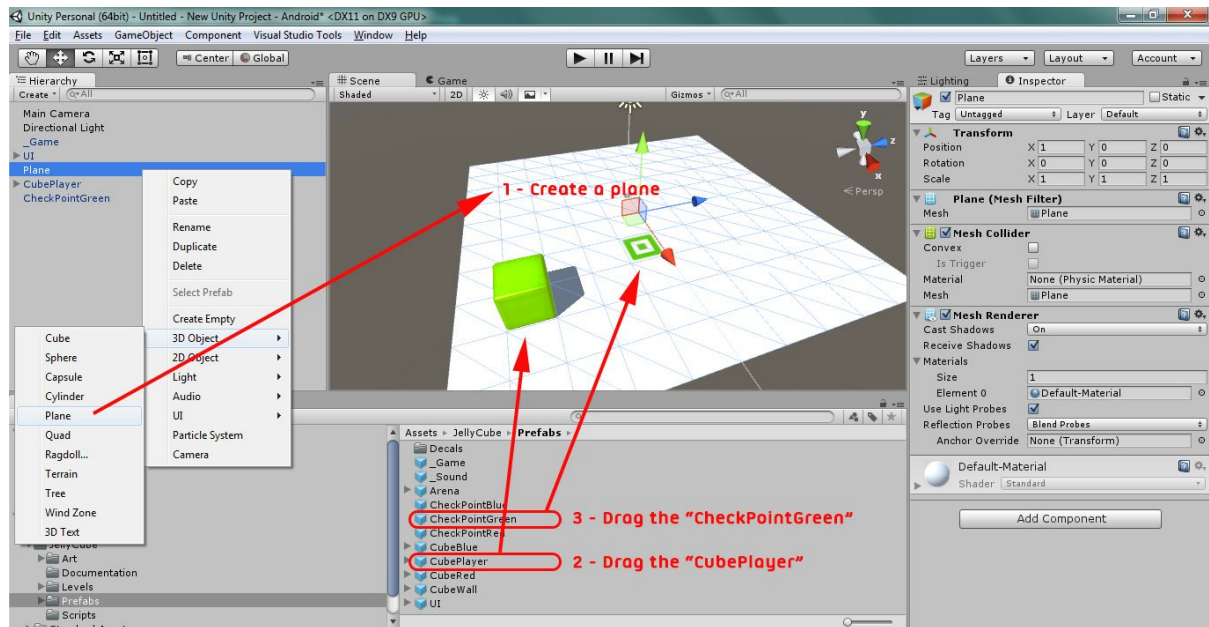 Unity Personal (64bit) - Untitled - New Unity Project - Android* <DX11 on DX9 GPU>
File Edit Assets GameObject Component Visual Studio Tools Window Help
Center Global
Layers Layout Account
Hierarchy
Create All
Main Camera
Directional Light
_Game
UI
Plane
CubePlayer
CheckPointGreen
Copy
Paste
Rename
Duplicate
Delete
Select Prefab
Create Empty
3D Object
2D Object
Light
Audio
UI
Particle System
Camera
Cube
Sphere
Capsule
Cylinder
Plane
Quad
Ragdoll...
Terrain
Tree
Wind Zone
3D Text
Scene Game
Shaded 2D Gizmos All
y
z
x
Persp
1 - Create a plane
Lighting Inspector
Plane Static
Tag Untagged Layer Default
Transform
Position X 1 Y 0 Z 0
Rotation X 0 Y 0 Z 0
Scale X 1 Y 1 Z 1
Plane (Mesh Filter)
Mesh Plane
Mesh Collider
Convex
Is Trigger
Material None (Physic Material)
Mesh Plane
Mesh Renderer
Cast Shadows On
Receive Shadows
Materials
Size 1
Element 0 Default-Material
Use Light Probes
Reflection Probes Blend Probes
Anchor Override None (Transform)
Default-Material
Shader Standard
Add Component
JellyCube
Art
Documentation
Levels
Prefabs
Scripts
Assets JellyCube Prefabs
Decals
_Game
_Sound
Arena
CheckPointBlue
CheckPointGreen
CheckPointRed
CubeBlue
CubePlayer
CubeRed
CubeWall
UI
3 - Drag the "CheckPointGreen"
2 - Drag the "CubePlayer"